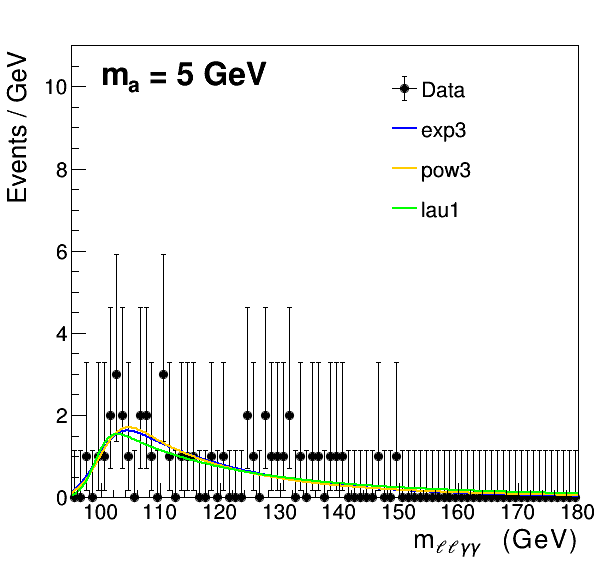 Events / GeV
m_a = 5 GeV
Data
exp3
pow3
lau1
10
8
6
4
2
0
100 110 120 130 140 150 160 170 180
m_ℓℓγγ (GeV)